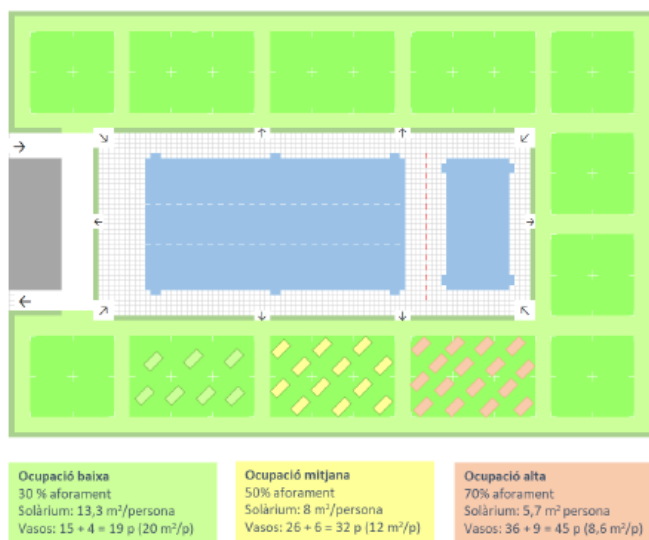 Ocupació baixa
30 % aforament
Solàrium: 13,3 m²/persona
Vasos: 15 + 4 = 19 p (20 m²/p)
Ocupació mitjana
50% aforament
Solàrium: 8 m²/persona
Vasos: 26 + 6 = 32 p (12 m²/p)
Ocupació alta
70% aforament
Solàrium: 5,7 m² persona
Vasos: 36 + 9 = 45 p (8,6 m²/p)